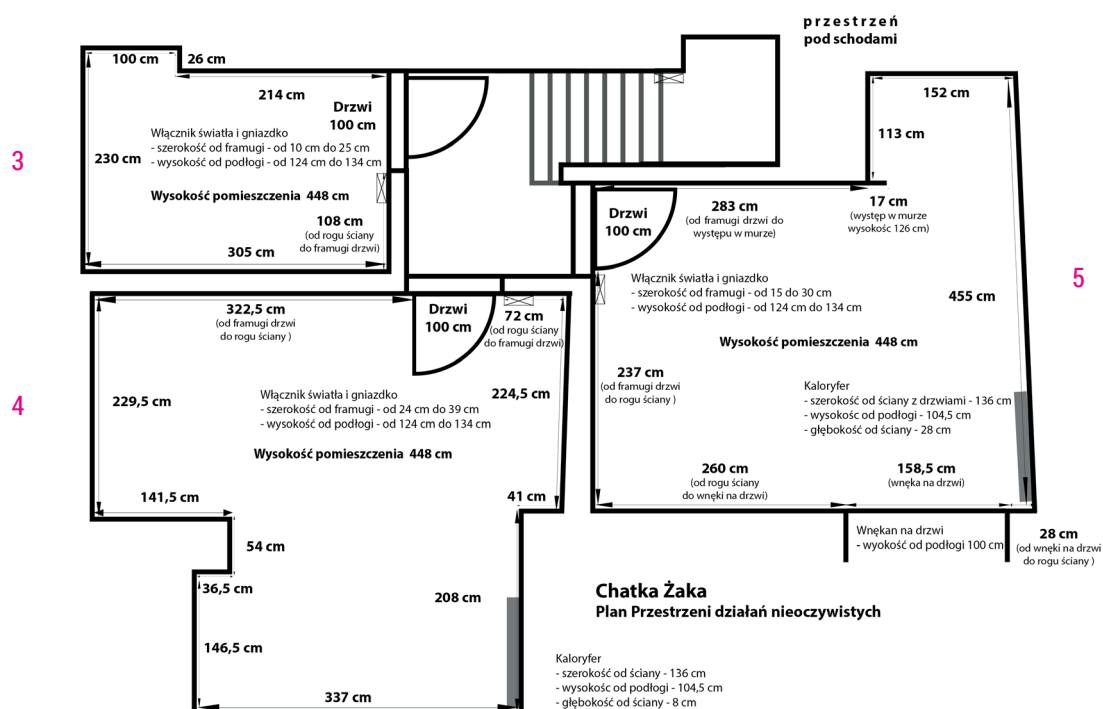 przestrzeń
pod schodami
100 cm
26 cm
214 cm
Drzwi
100 cm
Włącznik światła i gniazdko
- szerokość od framugi - od 10 cm do 25 cm
- wysokość od podłogi - od 124 cm do 134 cm
3
230 cm
Wysokość pomieszczenia 448 cm
108 cm
(od rogu ściany
do framugi drzwi)
305 cm
152 cm
113 cm
Drzwi
100 cm
283 cm
(od framugi drzwi do
występu w murze)
17 cm
(występ w murze
wysokośc 126 cm)
Włącznik światła i gniazdko
- szerokość od framugi - od 15 do 30 cm
- wysokość od podłogi - od 124 cm do 134 cm
455 cm
5
Wysokość pomieszczenia 448 cm
237 cm
(od framugi drzwi
do rogu ściany )
Kaloryfer
- szerokość od ściany z drzwiami - 136 cm
- wysokośc od podłogi - 104,5 cm
- głębokość od ściany - 28 cm
260 cm
(od rogu ściany
do wnęki na drzwi)
158,5 cm
(wnęka na drzwi)
Wnękan na drzwi
- wyokość od podłogi 100 cm
28 cm
(od wnęki na drzwi
do rogu ściany )
322,5 cm
(od framugi drzwi
do rogu ściany )
Drzwi
100 cm
72 cm
(od rogu ściany
do framugi drzwi)
4
229,5 cm
Włącznik światła i gniazdko
- szerokość od framugi - od 24 cm do 39 cm
- wysokość od podłogi - od 124 cm do 134 cm
224,5 cm
Wysokość pomieszczenia 448 cm
141,5 cm
41 cm
54 cm
36,5 cm
208 cm
146,5 cm
337 cm
Chatka Żaka
Plan Przestrzeni działań nieoczywistych
Kaloryfer
- szerokość od ściany - 136 cm
- wysokośc od podłogi - 104,5 cm
- głębokość od ściany - 8 cm